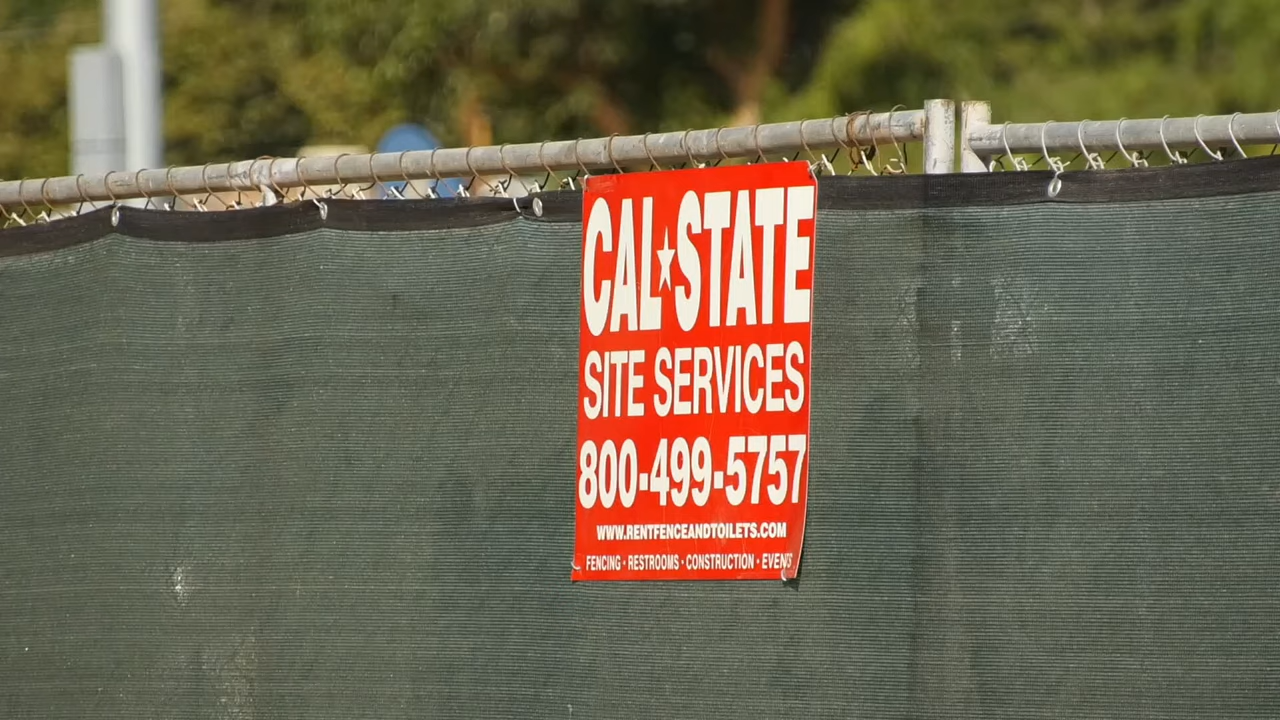 CAL★STATE
SITE SERVICES
800-499-5757
WWW.RENTFENCEANDTOILETS.COM
FENCING · RESTROOMS · CONSTRUCTION · EVENTS